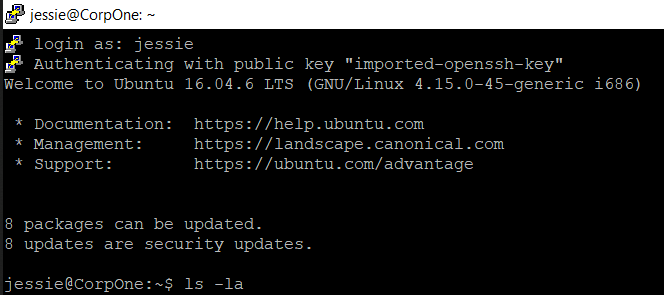 jessie@CorpOne: ~
login as: jessie
Authenticating with public key "imported-openssh-key"
Welcome to Ubuntu 16.04.6 LTS (GNU/Linux 4.15.0-45-generic i686)
* Documentation:  https://help.ubuntu.com
* Management:     https://landscape.canonical.com
* Support:        https://ubuntu.com/advantage
8 packages can be updated.
8 updates are security updates.
jessie@CorpOne:~$ ls -la